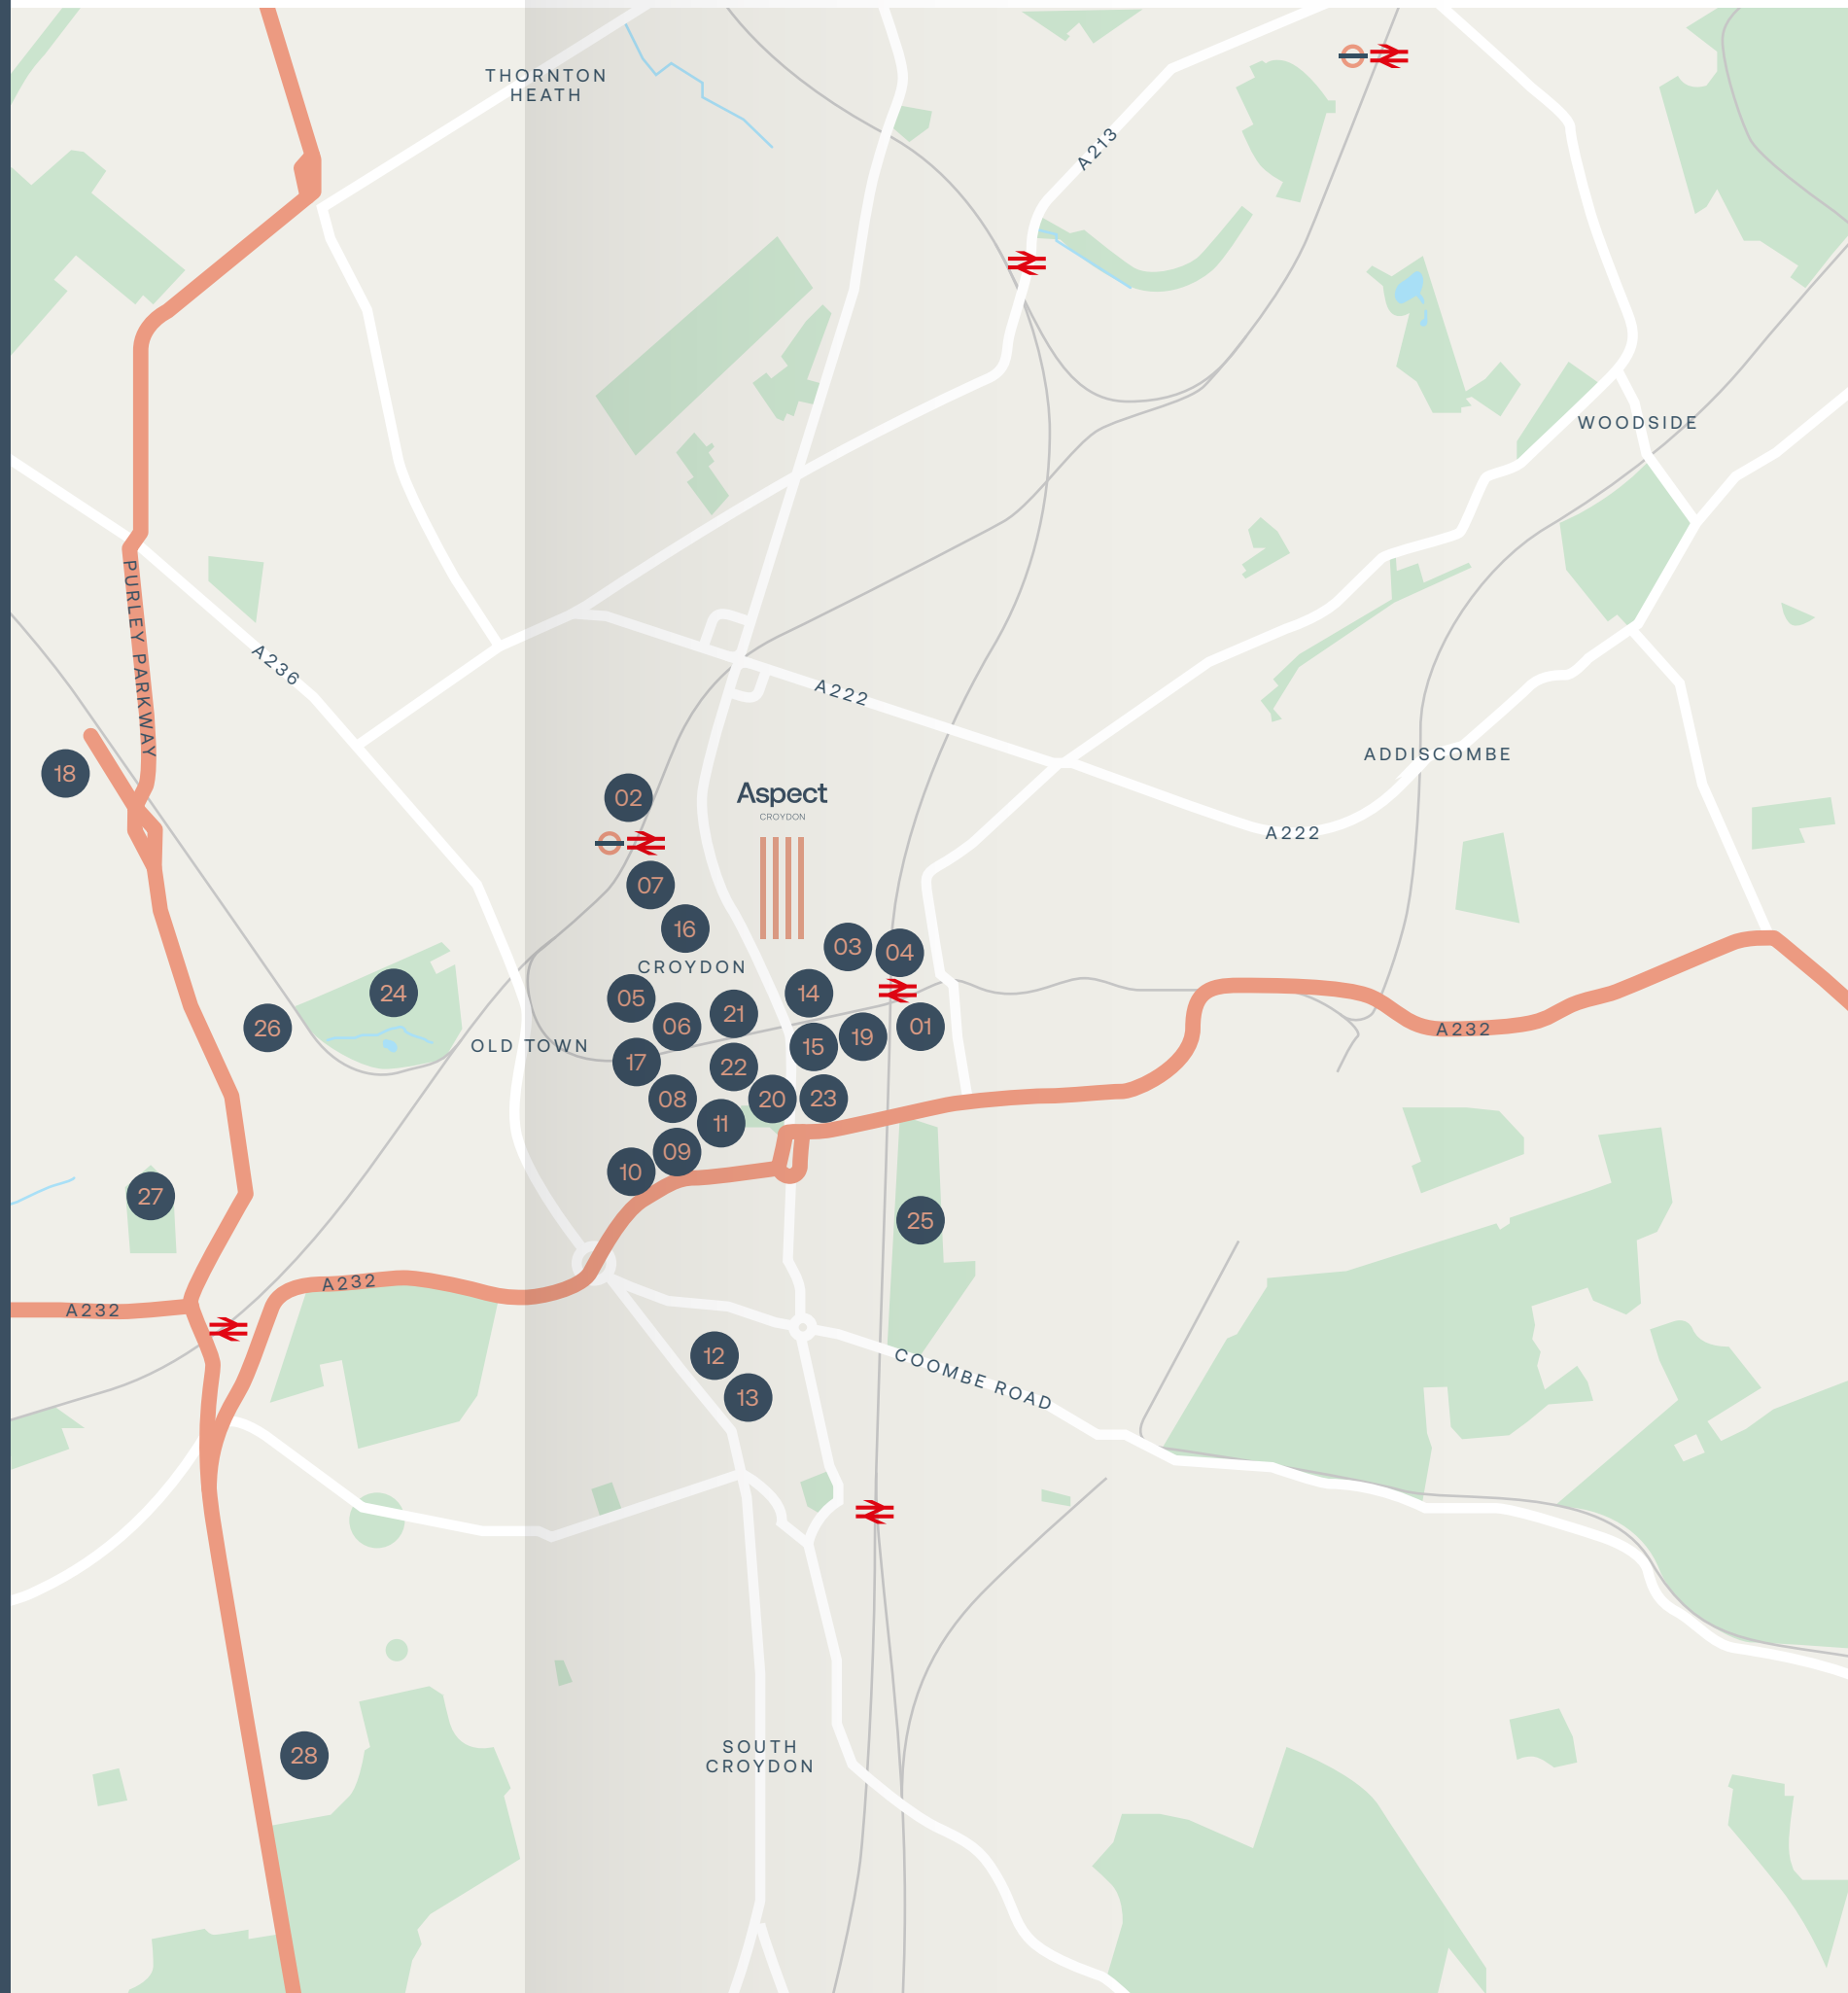 THORNTON
HEATH
A213
WOODSIDE
PURLEY PARKWAY
A236
A222
ADDISCOMBE
18
02
Aspect
CROYDON
A222
07
16
03
04
CROYDON
24
05
14
26
06
21
01
A232
OLD TOWN
17
15
19
22
08
20
23
11
09
10
27
25
A232
A232
12
COOMBE ROAD
13
28
SOUTH
CROYDON